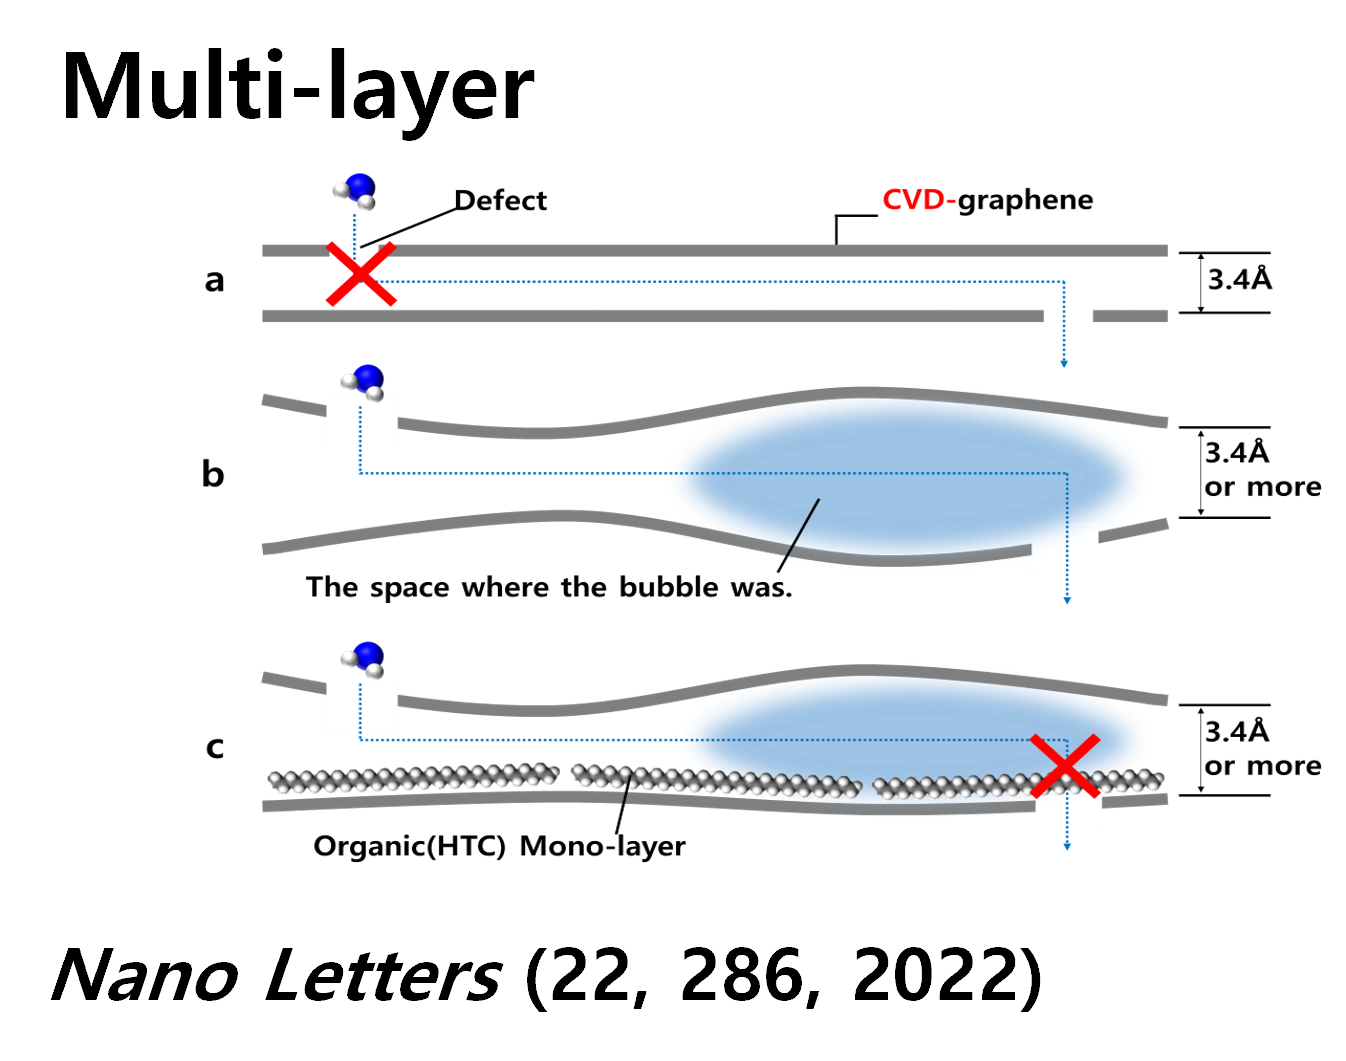 Multi-layer
Defect
CVD-graphene
a
3.4Å
b
3.4Å
or more
The space where the bubble was.
c
3.4Å
or more
Organic(HTC) Mono-layer
Nano Letters (22, 286, 2022)